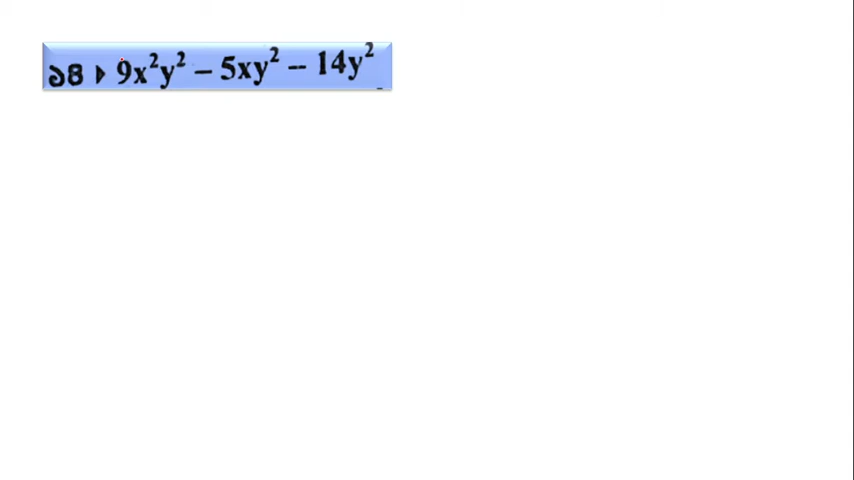 ১৪ ▶ 9x²y² – 5xy² – 14y²